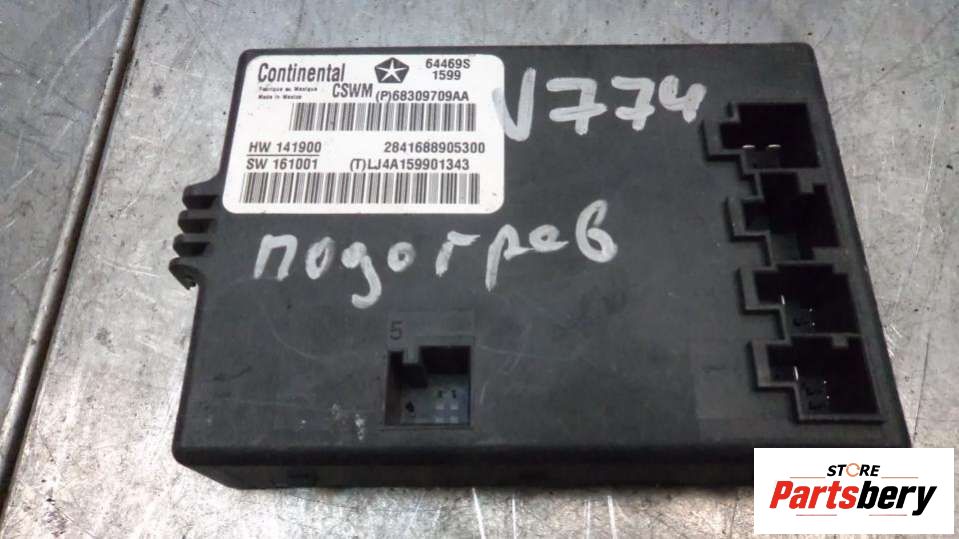 Continental
Fabrique au Mexique
Made in Mexico
64469S
1599
CSWM (P)68309709AA
HW 141900
SW 161001
2841688905300
(T)LJ4A159901343
V774
подогрев
5
STORE
Partsbery